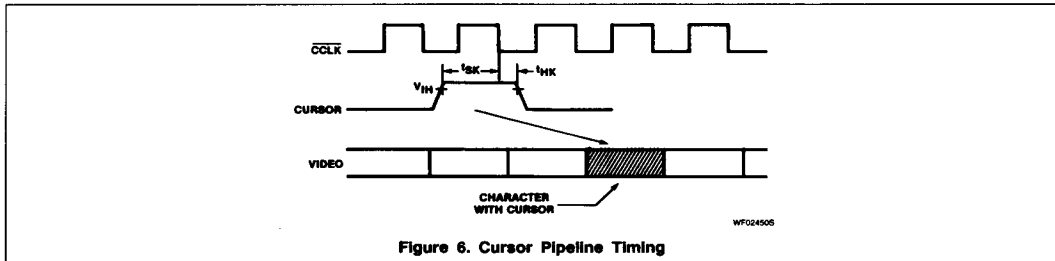 CCLK
tSK
tHK
VIH
CURSOR
VIDEO
CHARACTER
WITH CURSOR
WF02450S
Figure 6. Cursor Pipeline Timing